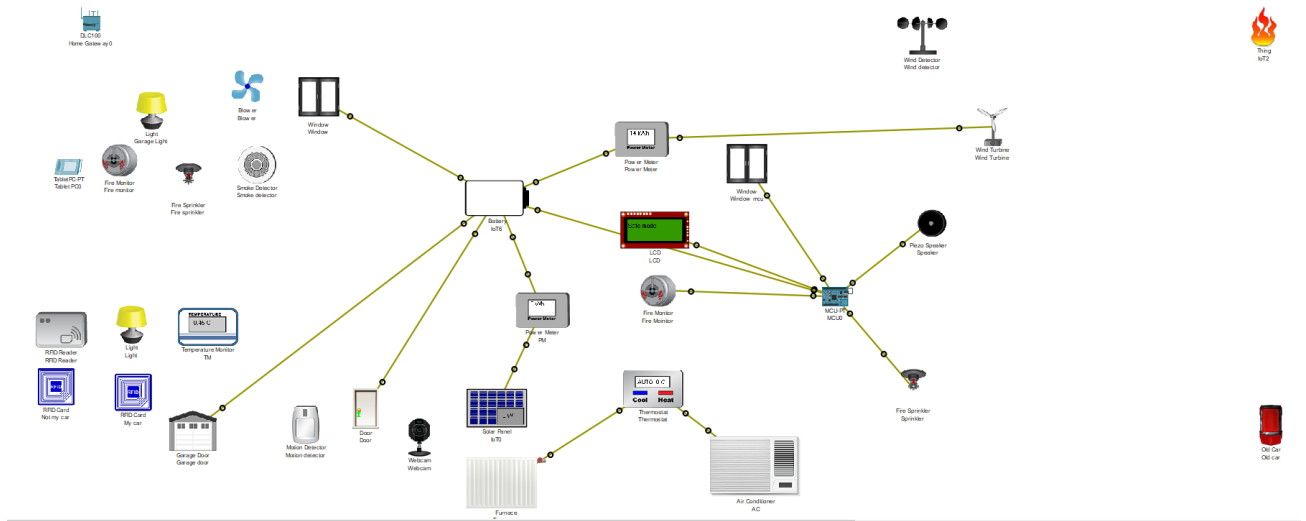 DLC100
Home Gateway0
Wind Detector
Wind detector
Thing
IoT2
Blower
Blower
Window
Window
Light
Garage Light
14 kWh
Power Meter
Power Meter
Power Meter
Wind Turbine
Wind Turbine
TabletPC-PT
Tablet PC0
Fire Monitor
Fire monitor
Smoke Detector
Smoke detector
Window
Window mcu
Fire Sprinkler
Fire sprinkler
Battery
IoT6
LCD
LCD
Piezo Speaker
Speaker
Fire Monitor
Fire Monitor
MCU-PT
MCU0
TEMPERATURE
RFID Reader
RFID Reader
Light
Light
Temperature Monitor
TM
Power Meter
Power Meter
PM
AUTO 0 C
Cool Heat
Thermostat
Thermostat
RFID
RFID Card
Not my car
RFID
RFID Card
My car
Fire Sprinkler
Sprinkler
Garage Door
Garage door
Motion Detector
Motion detector
Door
Door
Webcam
Webcam
Solar Panel
IoT0
Old Car
Old car
Air Conditioner
AC
Furnace